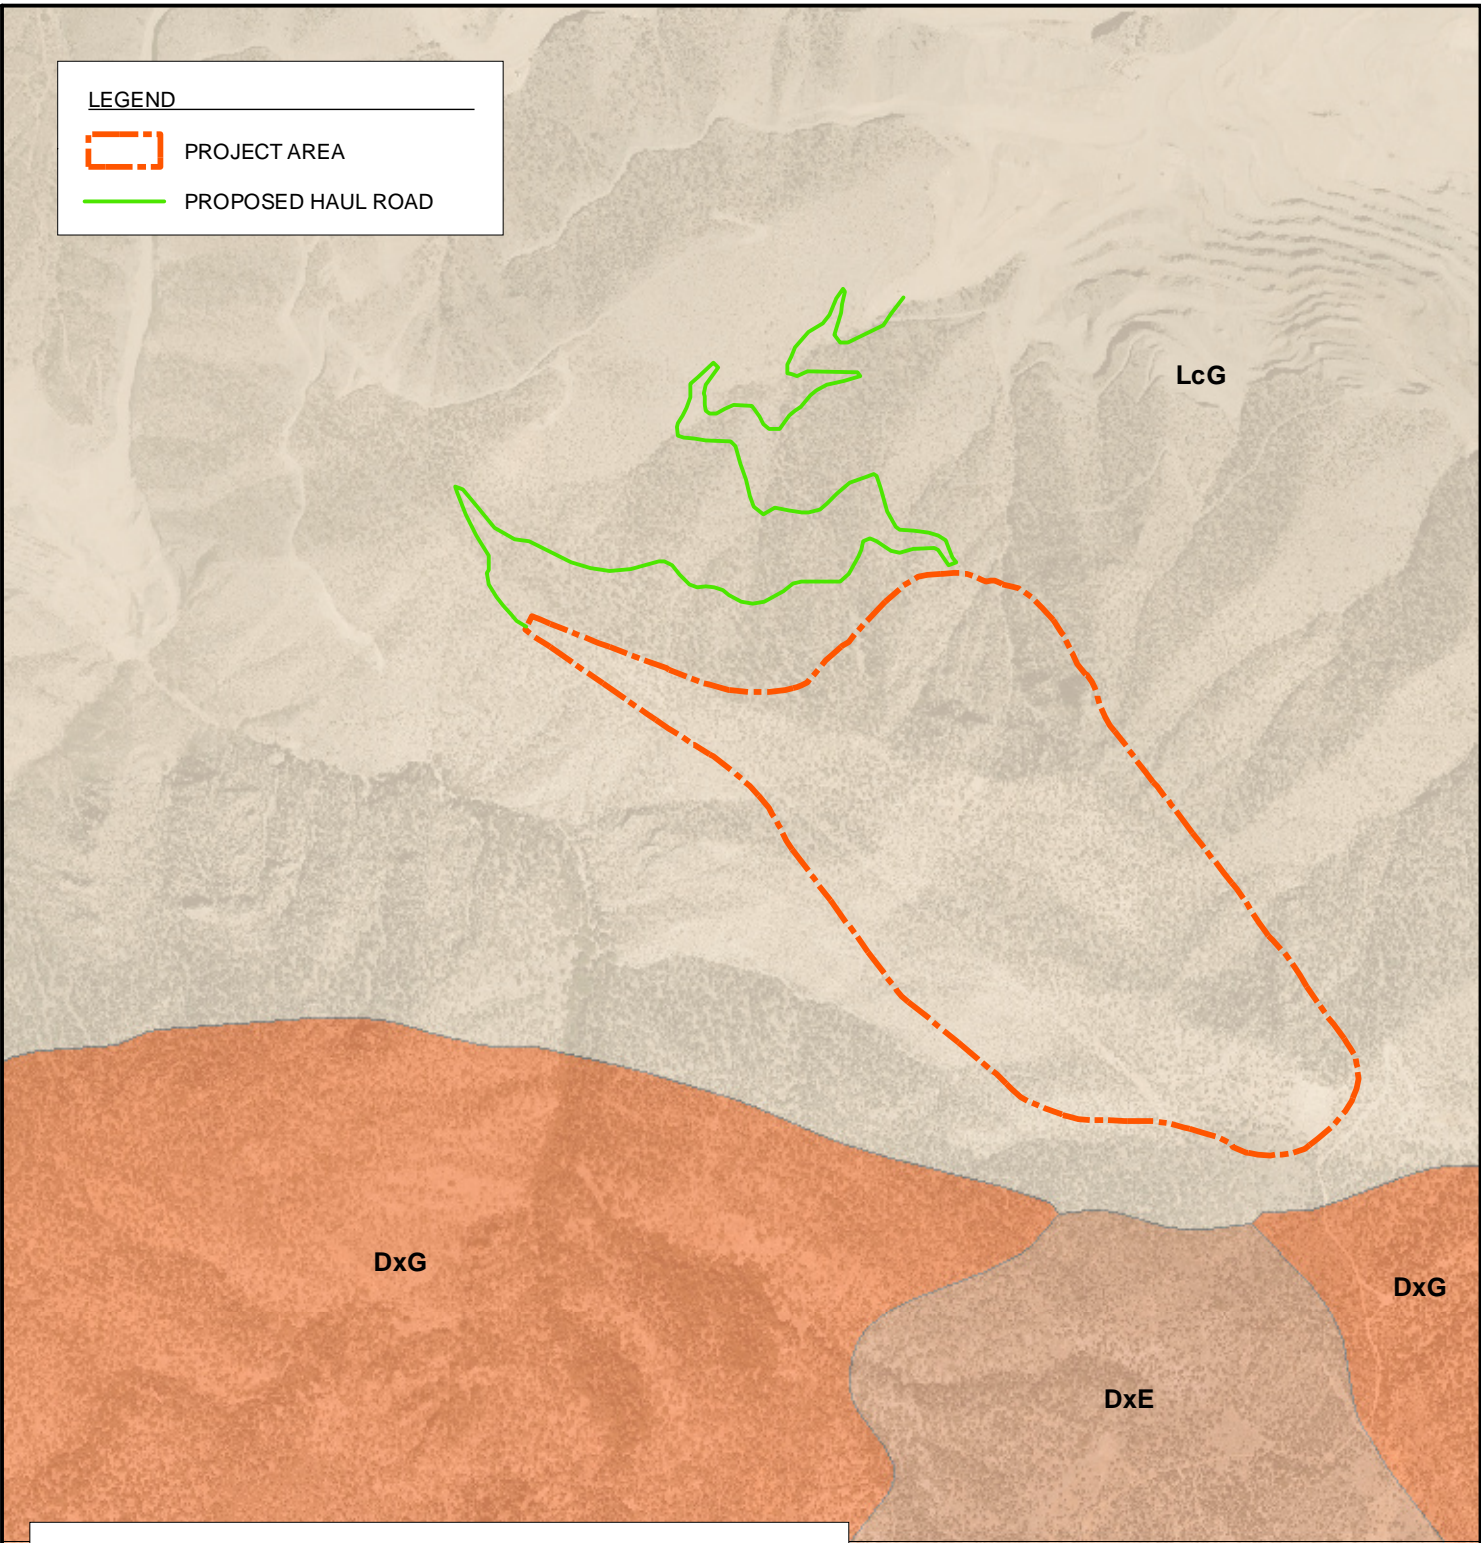 LEGEND
PROJECT AREA
PROPOSED HAUL ROAD
LcG
DxG
DxG
DxE